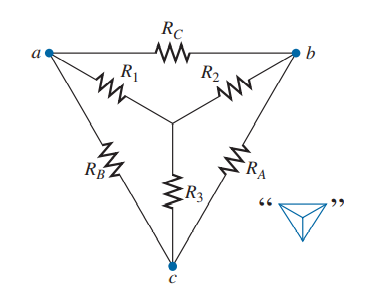 R_C
a b
R_1 R_2
R_B R_3 R_A
“ ”
c